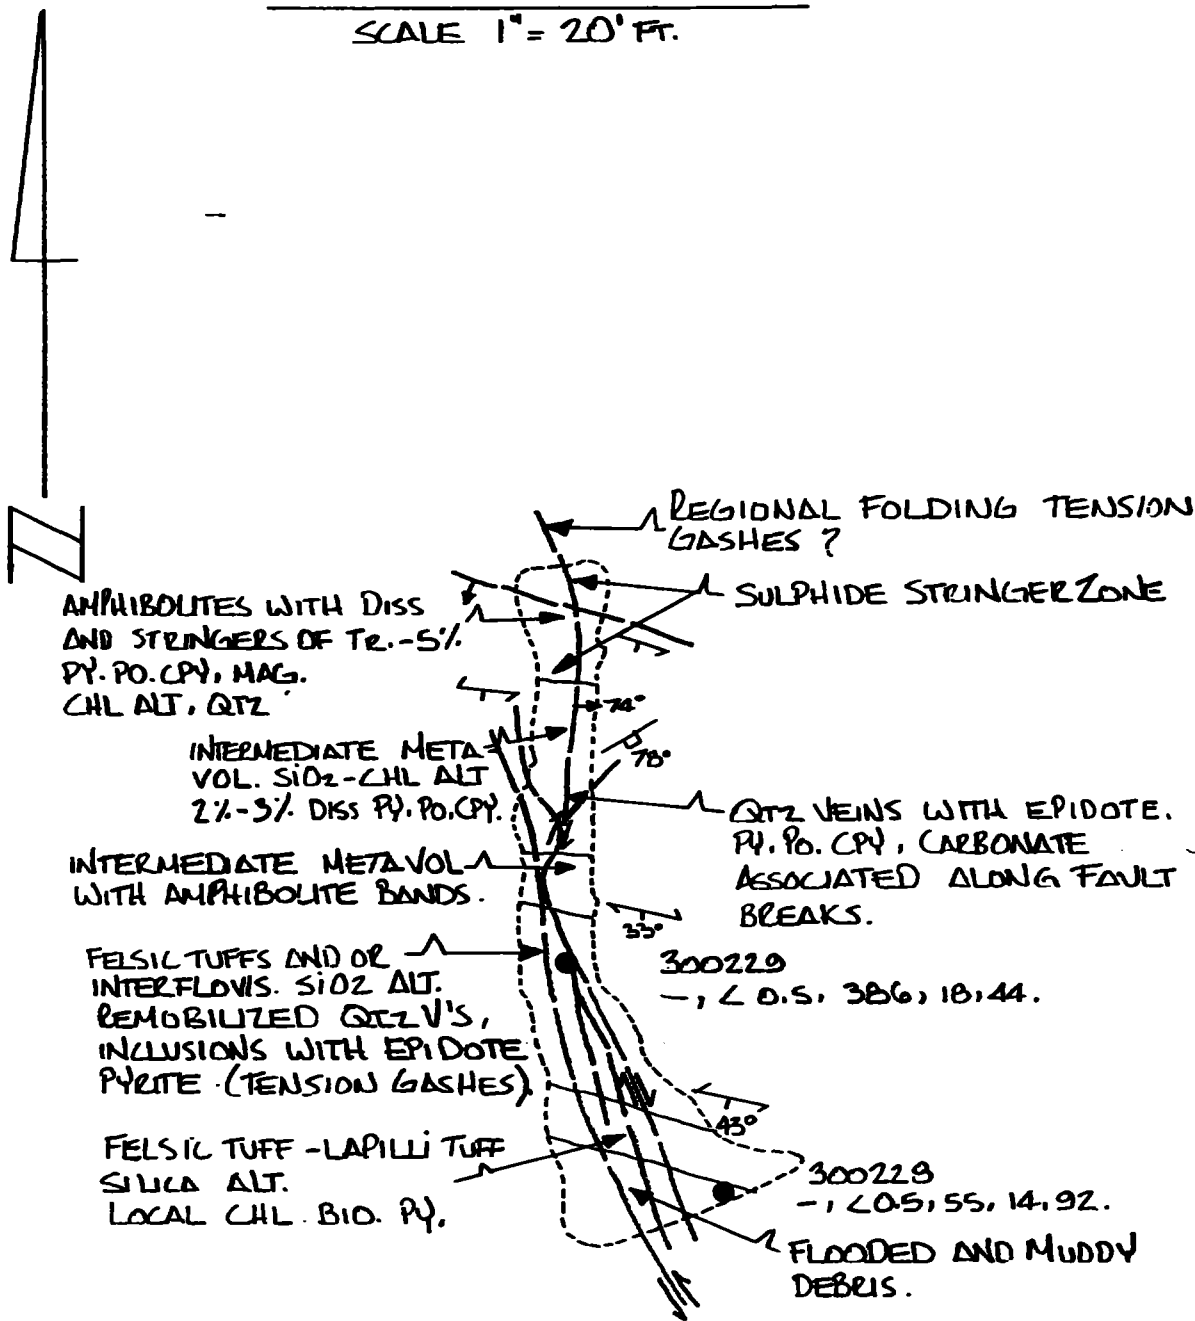 SCALE 1" = 20' FT.
N
REGIONAL FOLDING TENSION
GASHES ?
SULPHIDE STRINGER ZONE
AMPHIBOLITES WITH DISS
AND STRINGERS OF TR.-5%
PY. PO. CPY, MAG.
CHL ALT, QTZ
74°
INTERMEDIATE META
VOL. SiO2-CHL ALT
2%-3% DISS PY. PO. CPY.
78°
QTZ VEINS WITH EPIDOTE.
PY. PO. CPY, CARBONATE
ASSOCIATED ALONG FAULT
BREAKS.
INTERMEDIATE METAVOL
WITH AMPHIBOLITE BANDS.
33°
FELSIC TUFFS AND OR
INTERFLOWS. SiO2 ALT.
REMOBILIZED QTZ V'S,
INCLUSIONS WITH EPIDOTE
PYRITE (TENSION GASHES)
300229
-, < 0.5, 386, 18, 44.
43°
FELSIC TUFF - LAPILLI TUFF
SILICA ALT.
LOCAL CHL. BIO. PY.
300229
-, <0.5, 55, 14, 92.
FLOODED AND MUDDY
DEBRIS.